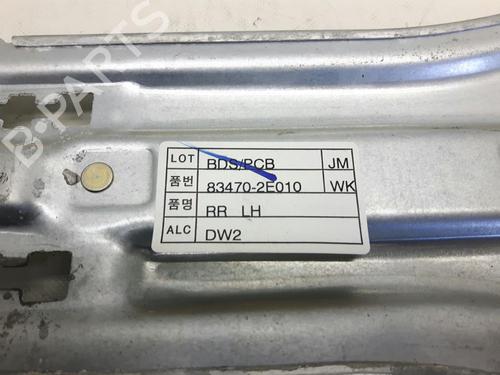 B-PARTS
LOT BDS/PCB JM
품번 83470-2E010 WK
품명 RR LH
ALC DW2